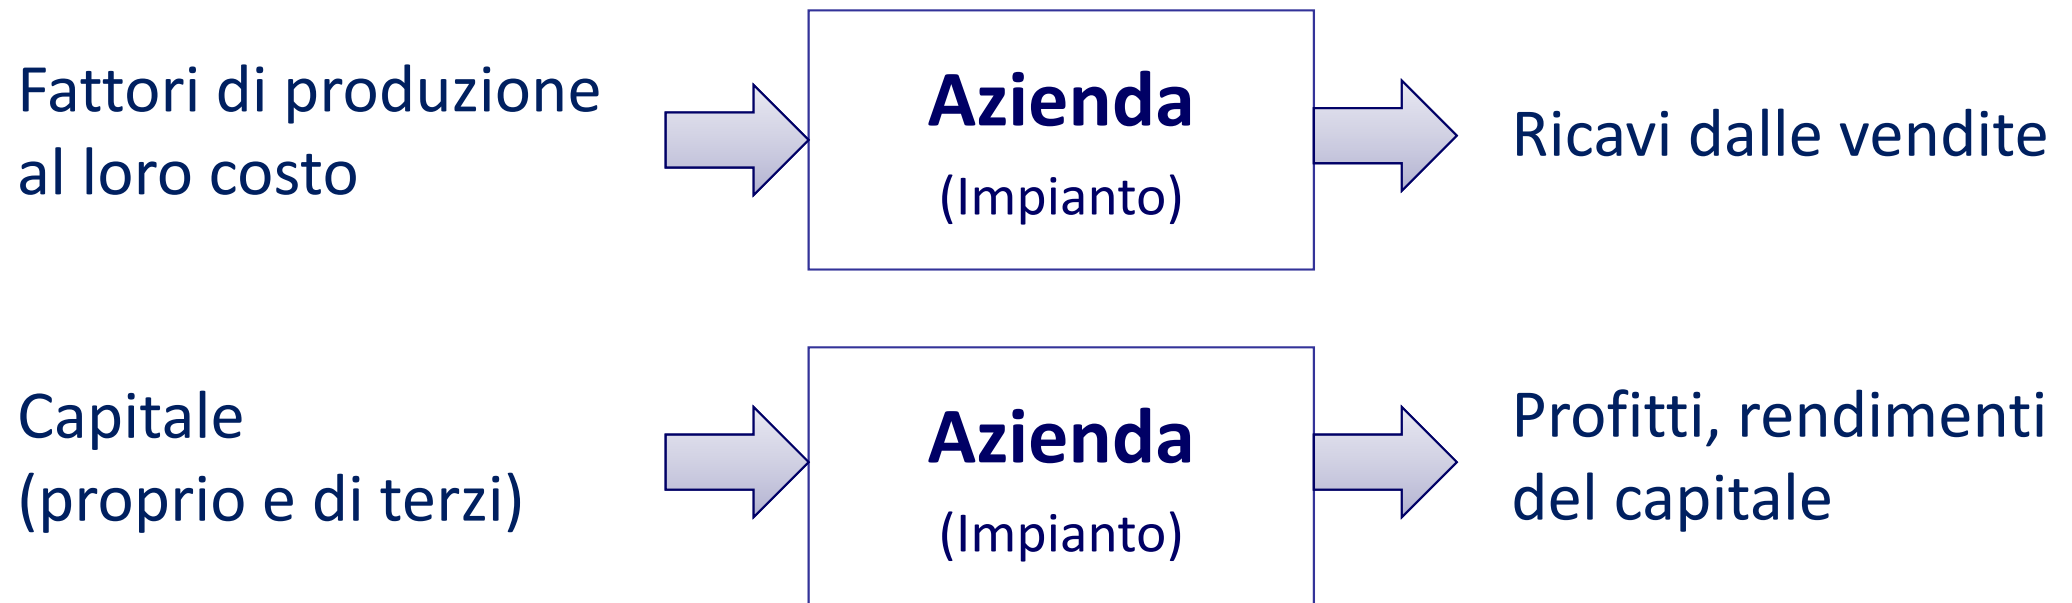 Fattori di produzione
al loro costo
Azienda
(Impianto)
Ricavi dalle vendite
Capitale
(proprio e di terzi)
Azienda
(Impianto)
Profitti, rendimenti
del capitale